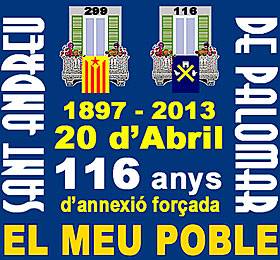 299
116
SANT ANDREU
DE PALOMAR
1897 - 2013
20 d'Abril
116 anys
d'annexió forçada
EL MEU POBLE